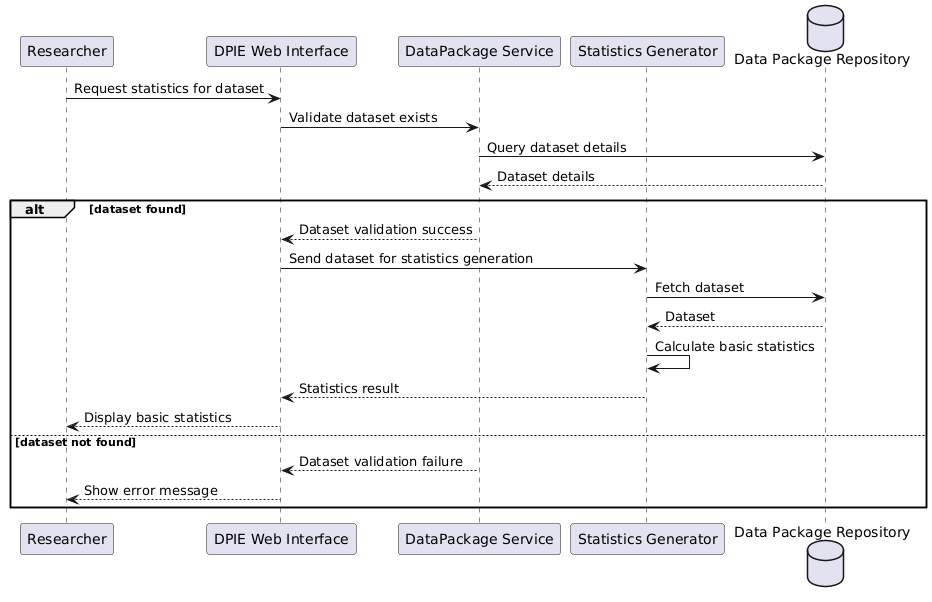 Researcher
DPIE Web Interface
DataPackage Service
Statistics Generator
Data Package Repository
Request statistics for dataset
Validate dataset exists
Query dataset details
Dataset details
alt
[dataset found]
Dataset validation success
Send dataset for statistics generation
Fetch dataset
Dataset
Calculate basic statistics
Statistics result
Display basic statistics
[dataset not found]
Dataset validation failure
Show error message
Researcher
DPIE Web Interface
DataPackage Service
Statistics Generator
Data Package Repository